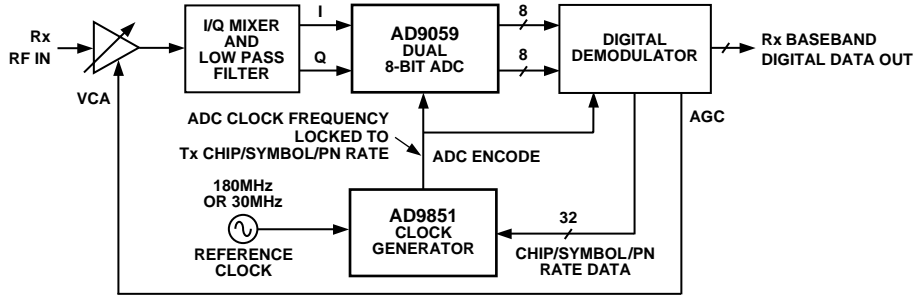 Rx
RF IN
VCA
I/Q MIXER
AND
LOW PASS
FILTER
I
Q
AD9059
DUAL
8-BIT ADC
8
8
DIGITAL
DEMODULATOR
Rx BASEBAND
DIGITAL DATA OUT
AGC
ADC CLOCK FREQUENCY
LOCKED TO
Tx CHIP/SYMBOL/PN RATE
ADC ENCODE
180MHz
OR 30MHz
REFERENCE
CLOCK
AD9851
CLOCK
GENERATOR
32
CHIP/SYMBOL/PN
RATE DATA